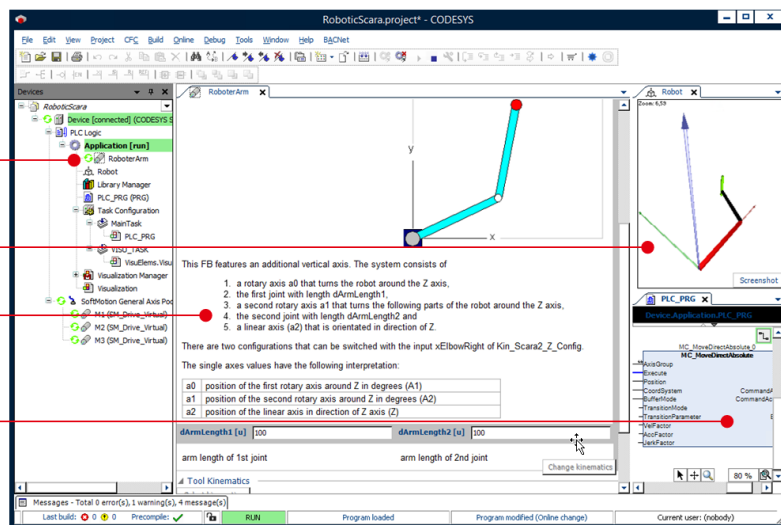 RoboticScara.project* - CODESYS
File Edit View Project CFC Build Online Debug Tools Window Help BACNet
Devices
RoboticScara
Device [connected] (CODESYS S
PLC Logic
Application [run]
RoboterArm
Robot
Library Manager
PLC_PRG (PRG)
Task Configuration
MainTask
PLC_PRG
VISU_TASK
VisuElems.Visu
Visualization Manager
Visualization
SoftMotion General Axis Poo
M1 (SM_Drive_Virtual)
M2 (SM_Drive_Virtual)
M3 (SM_Drive_Virtual)
RoboterArm
y
x
This FB features an additional vertical axis. The system consists of
1. a rotary axis a0 that turns the robot around the Z axis,
2. the first joint with length dArmLength1,
3. a second rotary axis a1 that turns the following parts of the robot around the Z axis,
4. the second joint with length dArmLength2 and
5. a linear axis (a2) that is orientated in direction of Z.
There are two configurations that can be switched with the input xElbowRight of Kin_Scara2_Z_Config.
The single axes values have the following interpretation:
a0 position of the first rotary axis around Z in degrees (A1)
a1 position of the second rotary axis around Z in degrees (A2)
a2 position of the linear axis in direction of Z axis (Z)
dArmLength1 [u] 100 dArmLength2 [u] 100
arm length of 1st joint arm length of 2nd joint
Change kinematics
Tool Kinematics
Robot
Zoom: 6,59
Screenshot
PLC_PRG
Device.Application.PLC_PRG
MC_MoveDirectAbsolute_0
MC_MoveDirectAbsolute
AxisGroup
Execute
Position
CoordSystem CommandA
BufferMode CommandAc
TransitionMode
TransitionParameter E
VelFactor
AccFactor
JerkFactor
80 %
Messages - Total 0 error(s), 1 warning(s), 4 message(s)
Last build: 0 0 Precompile: RUN Program loaded Program modified (Online change) Current user: (nobody)